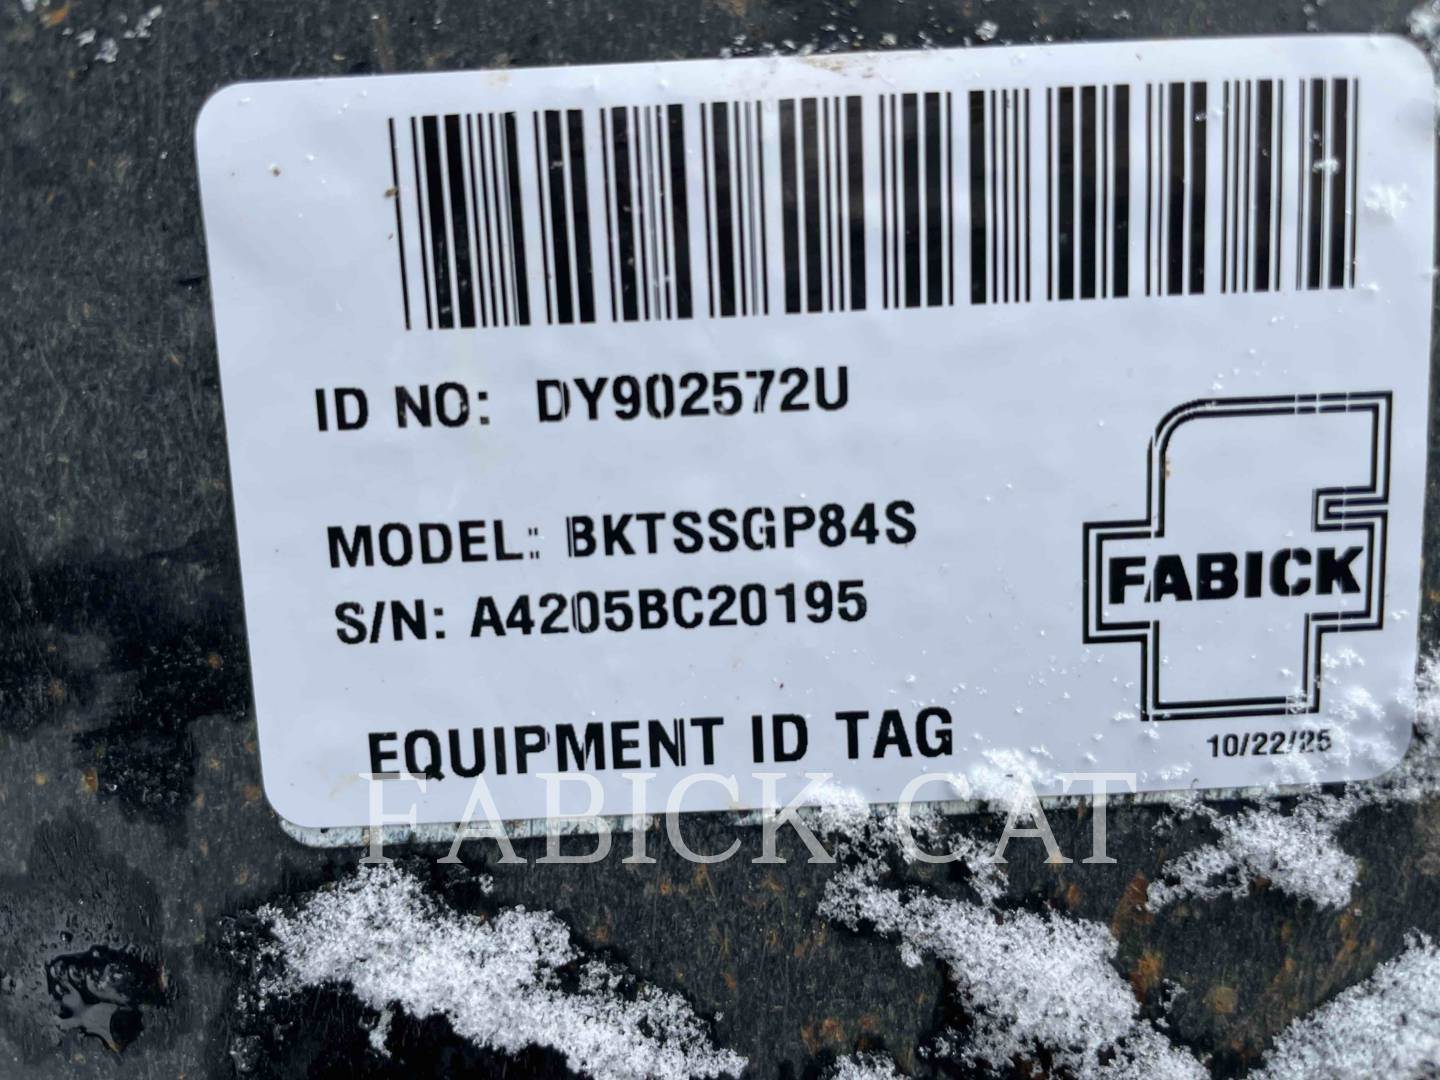 ID NO: DY902572U
MODEL: BKTSSGP84S
S/N: A4205BC20195
FABICK
EQUIPMENT ID TAG
10/22/25
FABICK CAT